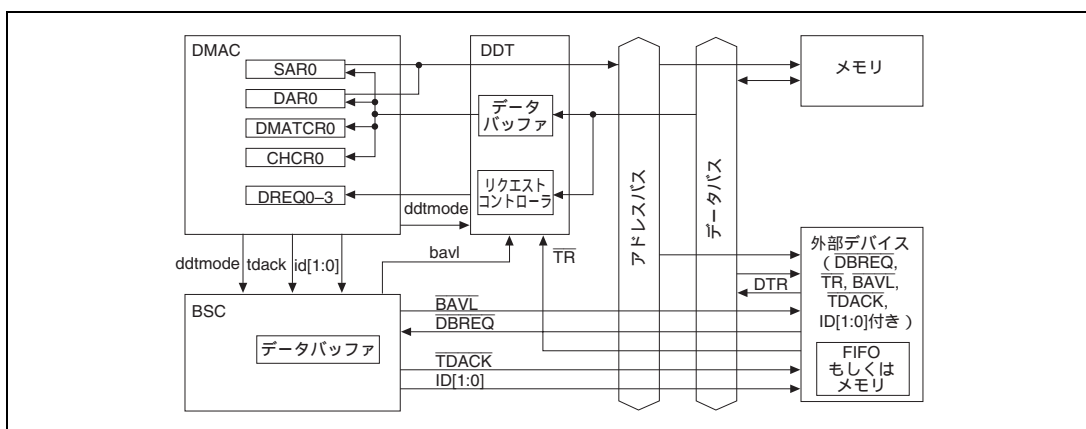 DMAC
SAR0
DAR0
DMATCR0
CHCR0
DREQ0–3
DDT
データ
バッファ
リクエスト
コントローラ
ddtmode
ddtmode
tdack
id[1:0]
bavl
TR
BSC
データバッファ
BAVL
DBREQ
TDACK
ID[1:0]
アドレスバス
データバス
メモリ
DTR
外部デバイス
（DBREQ,
TR, BAVL,
TDACK,
ID[1:0]付き）
FIFO
もしくは
メモリ